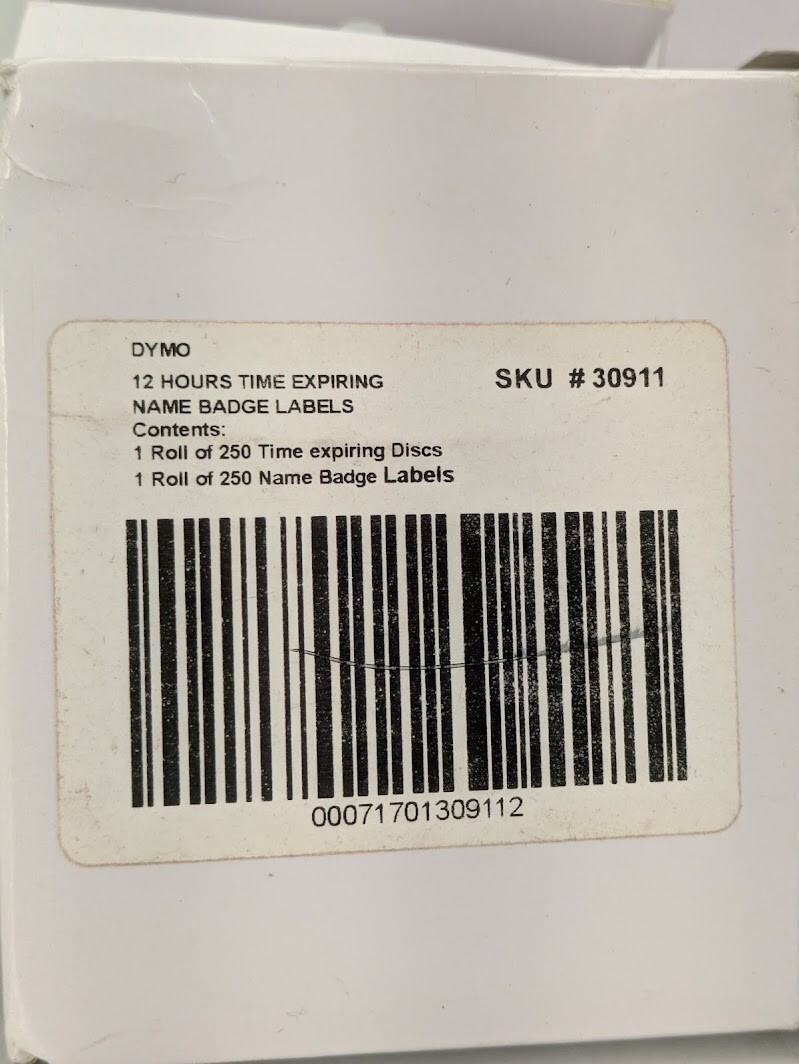 DYMO
12 HOURS TIME EXPIRING
SKU # 30911
NAME BADGE LABELS
Contents:
1 Roll of 250 Time expiring Discs
1 Roll of 250 Name Badge Labels
00071701309112